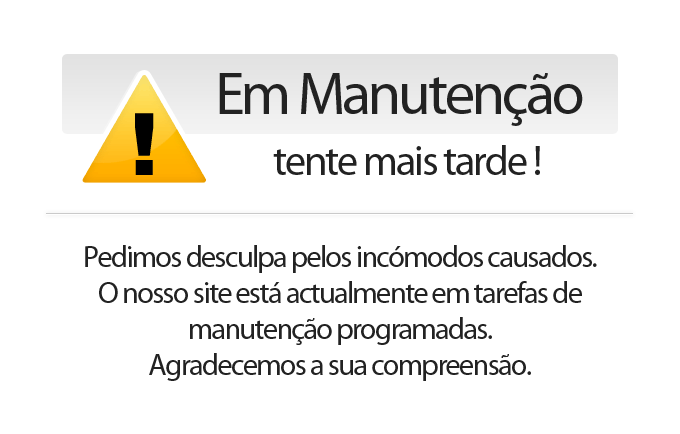 Em Manutenção
tente mais tarde !
Pedimos desculpa pelos incómodos causados.
O nosso site está actualmente em tarefas de
manutenção programadas.
Agradecemos a sua compreensão.